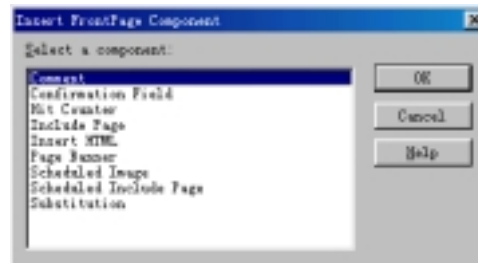 Insert FrontPage Component
Select a component:
Comment
Confirmation Field
Hit Counter
Include Page
Insert HTML
Page Banner
Scheduled Image
Scheduled Include Page
Substitution
OK
Cancel
Help